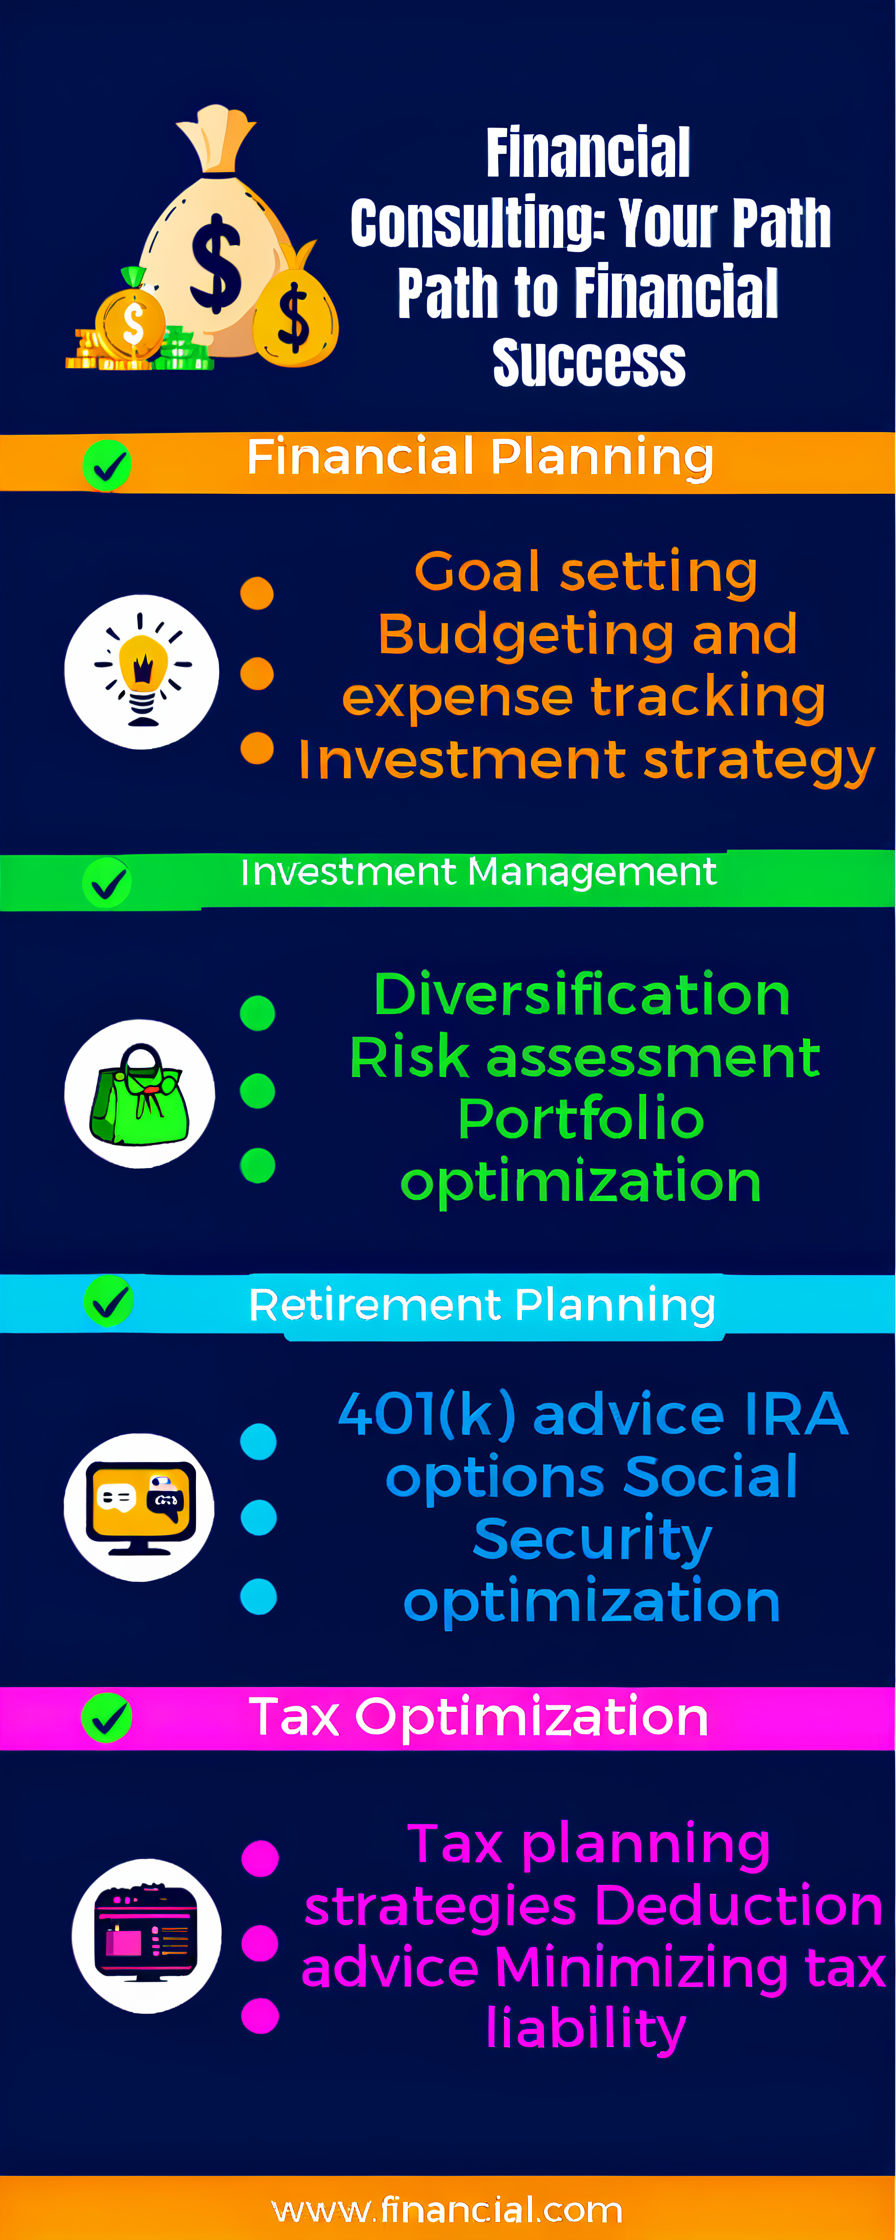 Financial
Consulting: Your Path
Path to Financial
Success
Financial Planning
Goal setting
Budgeting and
expense tracking
Investment strategy
Investment Management
Diversification
Risk assessment
Portfolio
optimization
Retirement Planning
401(k) advice IRA
options Social
Security
optimization
Tax Optimization
Tax planning
strategies Deduction
advice Minimizing tax
liability
www.financial.com